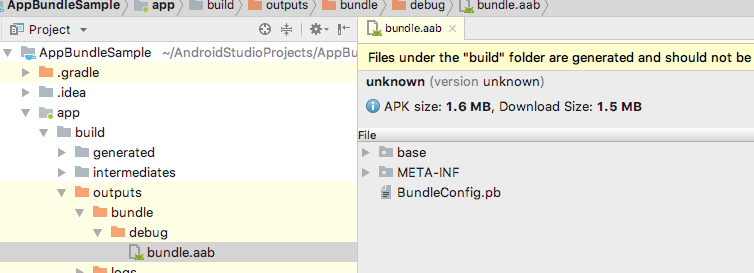 AppBundleSample app build outputs bundle debug bundle.aab
Project
AppBundleSample ~/AndroidStudioProjects/AppBu
.gradle
.idea
app
build
generated
intermediates
outputs
bundle
debug
bundle.aab
logs
bundle.aab
Files under the "build" folder are generated and should not be
unknown (version unknown)
APK size: 1.6 MB, Download Size: 1.5 MB
File
base
META-INF
BundleConfig.pb